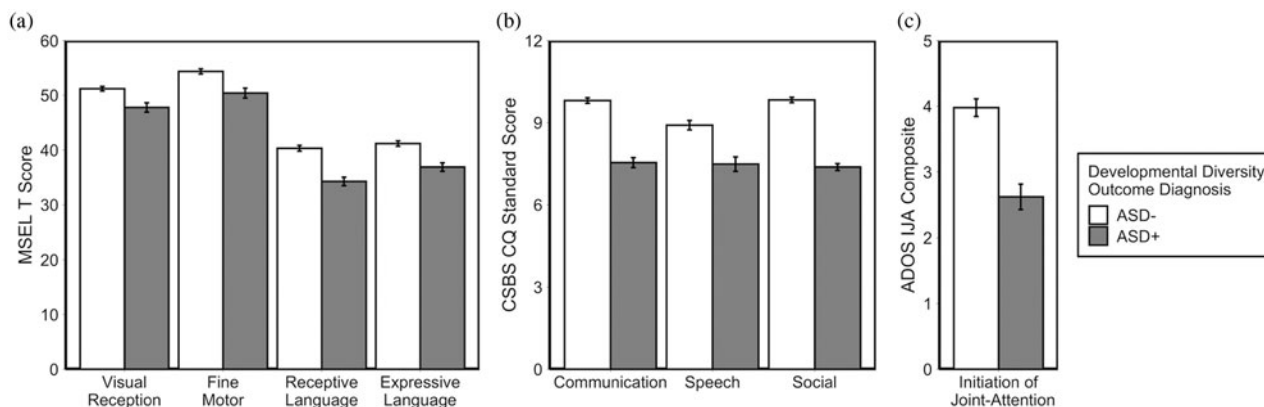 (a)
MSEL T Score
60
50
40
30
20
10
0
Visual
Reception
Fine
Motor
Receptive
Language
Expressive
Language
(b)
CSBS CQ Standard Score
12
9
6
3
0
Communication
Speech
Social
(c)
ADOS IJA Composite
5
4
3
2
1
0
Initiation of
Joint-Attention
Developmental Diversity
Outcome Diagnosis
ASD-
ASD+